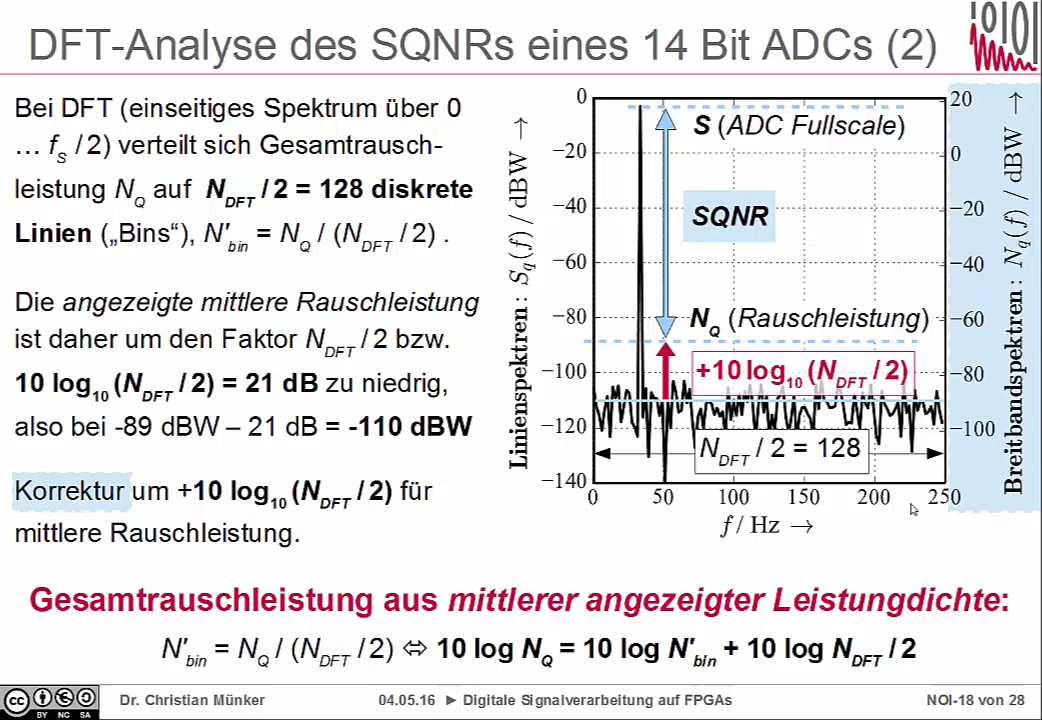 DFT-Analyse des SQNRs eines 14 Bit ADCs (2)
Bei DFT (einseitiges Spektrum über 0
… fs / 2) verteilt sich Gesamtrausch-
leistung NQ auf NDFT / 2 = 128 diskrete
Linien („Bins“), N'bin = NQ / (NDFT / 2) .
Die angezeigte mittlere Rauschleistung
ist daher um den Faktor NDFT / 2 bzw.
10 log10 (NDFT / 2) = 21 dB zu niedrig,
also bei -89 dBW – 21 dB = -110 dBW
Korrektur um +10 log10 (NDFT / 2) für
mittlere Rauschleistung.
Linienspektren : Sq(f) / dBW →
0
−20
−40
−60
−80
−100
−120
−140
S (ADC Fullscale)
SQNR
NQ (Rauschleistung)
+10 log10 (NDFT / 2)
NDFT / 2 = 128
0 50 100 150 200 250
f / Hz →
20
0
−20
−40
−60
−80
−100
Breitbandspektren : Nq(f) / dBW →
Gesamtrauschleistung aus mittlerer angezeigter Leistungdichte:
N'bin = NQ / (NDFT / 2) ⇔ 10 log NQ = 10 log N'bin + 10 log NDFT / 2
cc BY NC SA
Dr. Christian Münker
04.05.16 ► Digitale Signalverarbeitung auf FPGAs
NOI-18 von 28